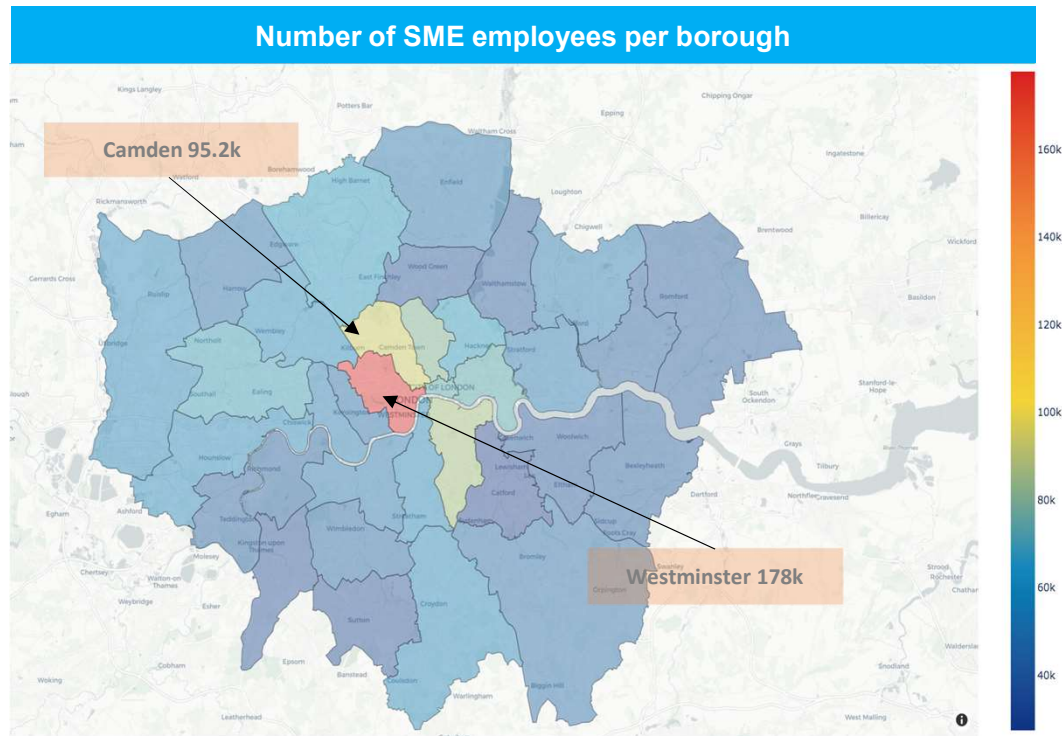 Number of SME employees per borough
Kings Langley
Chipping Ongar
Potters Bar
Epping
Waltham Cross
Camden 95.2k
Ingatestone
Watford
Borehamwood
High Barnet
Enfield
Loughton
Rickmansworth
Chigwell
Billericay
Brentwood
Edgware
Wickford
Gerrards Cross
East Finchley
Wood Green
Harrow
Walthamstow
Ruislip
Romford
Basildon
Ilford
Wembley
Uxbridge
Northolt
Kilburn
Camden Town
Hackney
Stratford
Southall
Ealing
CITY OF LONDON
LONDON
Kensington
WESTMINSTER
South
Ockendon
Stanford-le-
Hope
Chiswick
Greenwich
Woolwich
Grays
Hounslow
Lewisham
Bexleyheath
Tilbury
Richmond
Eltham
Catford
Dartford
Northfleet
Gravesend
Egham
Ashford
Teddington
Wimbledon
Streatham
Sydenham
Sidcup
Foots Cray
Kingston upon
Thames
Molesey
Bromley
Chertsey
Walton-on
Thames
Swanley
Westminster 178k
Strood
Rochester
Orpington
Weybridge
Esher
Croydon
Sutton
Epsom
Banstead
Coulsdon
Biggin Hill
Cobham
Woking
Warlingham
Snodland
Leatherhead
West Malling
160k
140k
120k
100k
80k
60k
40k